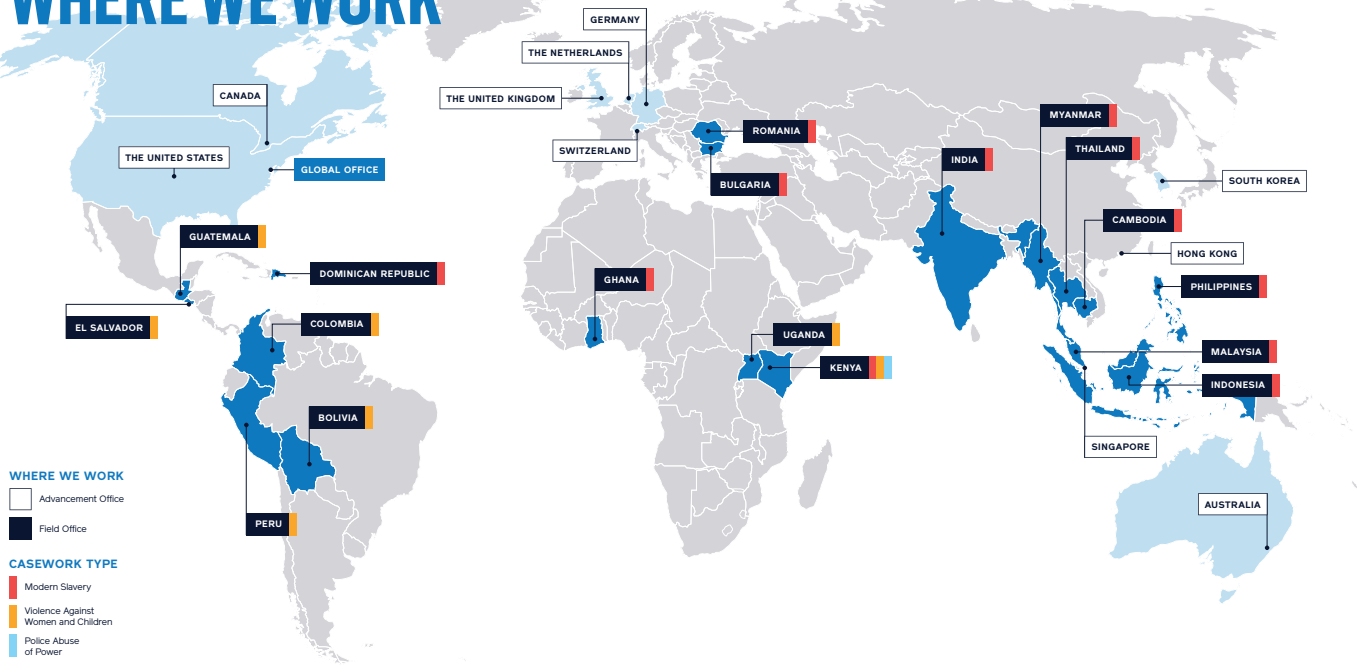 WHERE WE WORK
GERMANY
THE NETHERLANDS
CANADA
THE UNITED KINGDOM
MYANMAR
ROMANIA
THAILAND
SWITZERLAND
THE UNITED STATES
INDIA
GLOBAL OFFICE
SOUTH KOREA
BULGARIA
CAMBODIA
GUATEMALA
HONG KONG
DOMINICAN REPUBLIC
GHANA
PHILIPPINES
EL SALVADOR
COLOMBIA
UGANDA
MALAYSIA
KENYA
INDONESIA
BOLIVIA
SINGAPORE
AUSTRALIA
PERU
WHERE WE WORK
Advancement Office
Field Office
CASEWORK TYPE
Modern Slavery
Violence Against
Women and Children
Police Abuse
of Power